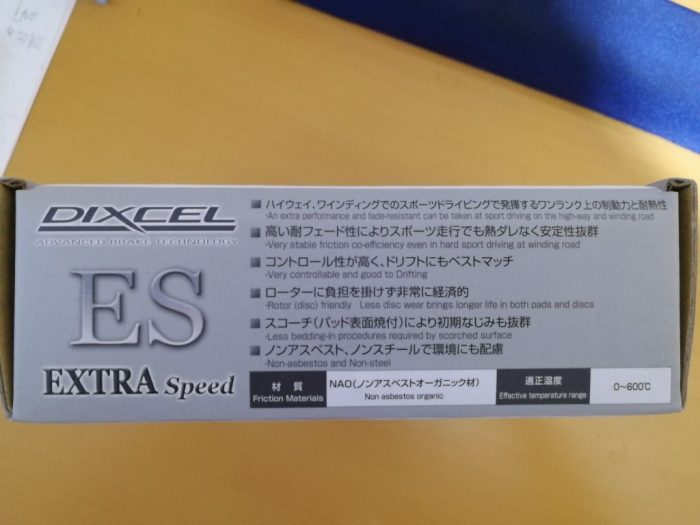 DIXCEL
ADVANCED BRAKE TECHNOLOGY
ES
EXTRA Speed
■ハイウェイ、ワインディングでのスポーツドライビングで発揮するワンランク上の制動力と耐熱性
・An extra performance and fade-resistant can be taken at sport driving on the high-way and winding road
■高い耐フェード性によりスポーツ走行でも熱ダレなく安定性抜群
・Very stable friction co-efficiency even in hard sport driving at winding road
■コントロール性が高く、ドリフトにもベストマッチ
・Very controllable and good to Drifting
■ローターに負担を掛けず非常に経済的
・Rotor (disc) friendly Less disc wear brings longer life in both pads and discs
■スコーチ(パッド表面焼付)により初期なじみも抜群
・Less bedding-in procedures required by scorched surface
■ノンアスベスト、ノンスチールで環境にも配慮
・Non-asbestos and Non-steel
材 質
Friction Materials
NAO(ノンアスベストオーガニック材)
Non asbestos organic
適正温度
Effective temperature range
0〜600℃